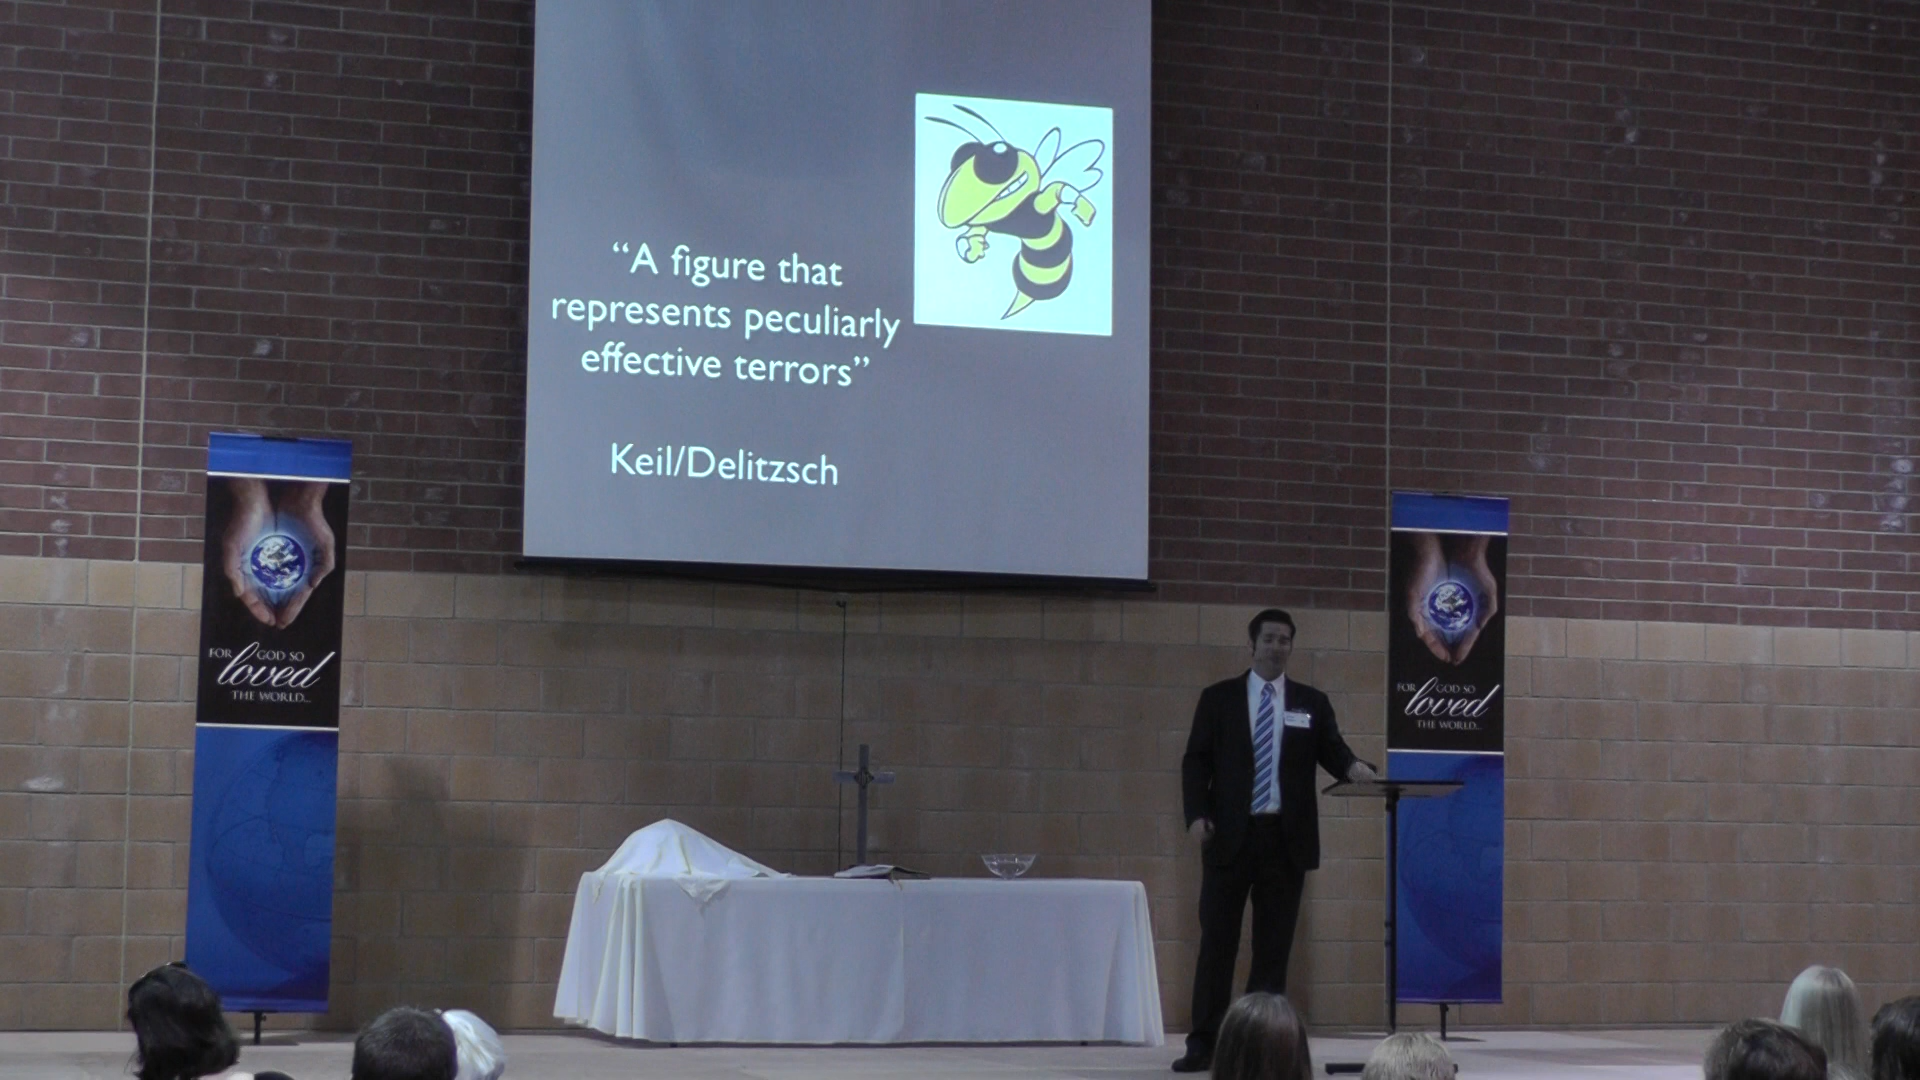 “A figure that
represents peculiarly
effective terrors”
Keil/Delitzsch
FOR GOD SO
loved
THE WORLD...
FOR GOD SO
loved
THE WORLD...